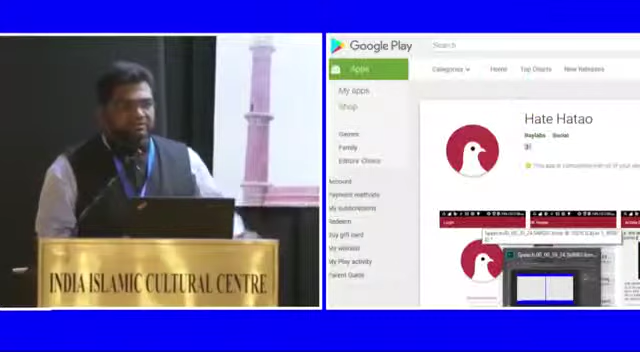 INDIA ISLAMIC CULTURAL CENTRE
Google Play
Search
Apps
Categories
Home
Top Charts
New Releases
My apps
Shop
Games
Family
Editors' Choice
Account
Payment methods
My subscriptions
Redeem
Buy gift card
My wishlist
My Play activity
Parent Guide
Hate Hatao
Raylabs
Social